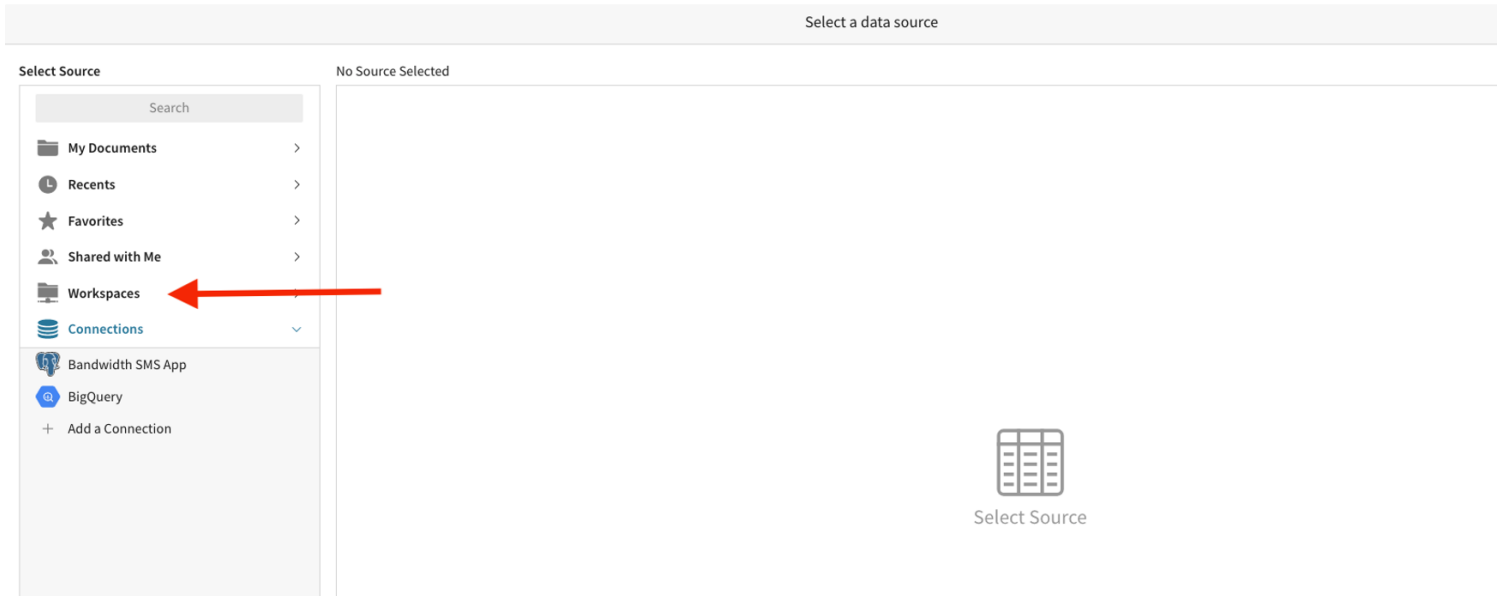 Select a data source
Select Source
No Source Selected
Search
My Documents
Recents
Favorites
Shared with Me
Workspaces
Connections
Bandwidth SMS App
BigQuery
Add a Connection
Select Source